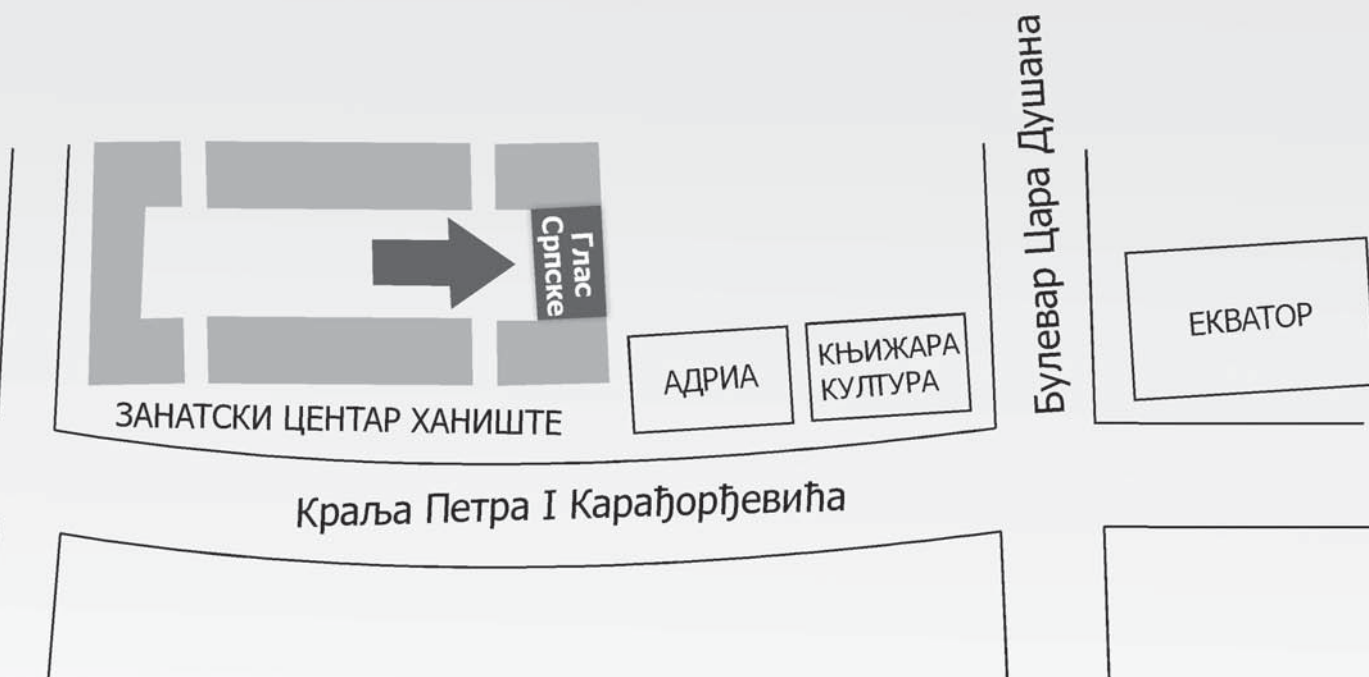 Булевар Цара Душана
Глас
Српске
ЕКВАТОР
КЊИЖАРА
КУЛТУРА
АДРИА
ЗАНАТСКИ ЦЕНТАР ХАНИШТЕ
Краља Петра I Карађорђевића